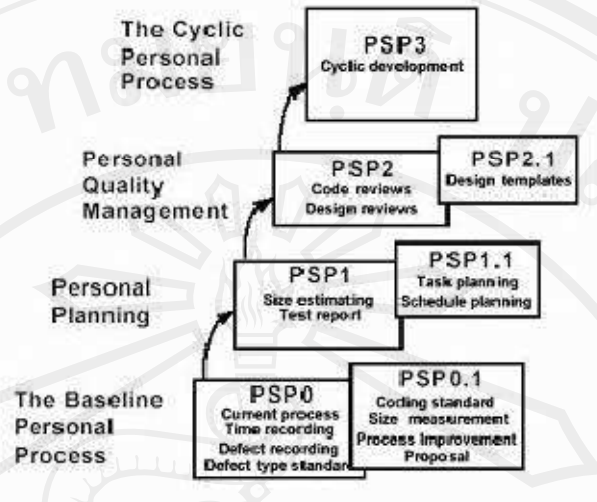 The Cyclic
Personal
Process
PSP3
Cyclic development
Personal
Quality
Management
PSP2
Code reviews
Design reviews
PSP2.1
Design templates
Personal
Planning
PSP1
Size estimating
Test report
PSP1.1
Task planning
Schedule planning
The Baseline
Personal
Process
PSP0
Current process
Time recording
Defect recording
Defect type standard
PSP0.1
Coding standard
Size measurement
Process Improvement
Proposal